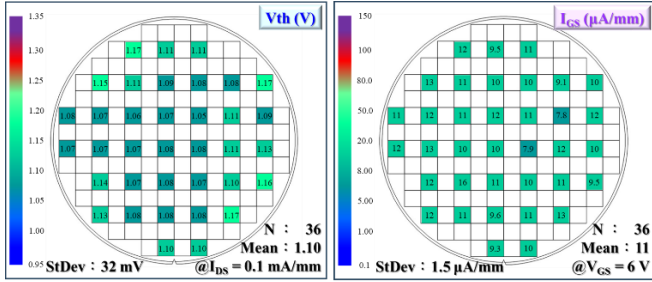 Vth (V)
1.35
1.30
1.25
1.20
1.15
1.10
1.05
1.00
0.95
1.17 1.11 1.11
1.15 1.11 1.09 1.08 1.08 1.17
1.08 1.07 1.06 1.07 1.05 1.11 1.09
1.07 1.07 1.08 1.08 1.08 1.11 1.13
1.14 1.07 1.08 1.07 1.10 1.16
1.13 1.08 1.08 1.08 1.17
1.10 1.10
N : 36
Mean : 1.10
StDev : 32 mV
@IDS = 0.1 mA/mm
IGS (μA/mm)
150
100
80.0
50.0
20.0
8.00
5.00
1.00
0.1
12 9.5 11
13 11 10 10 9.1 10
11 12 11 12 11 7.8 12
12 13 10 10 7.9 12 10
12 16 11 10 11 9.5
12 11 9.6 11 13
9.3 10
N : 36
Mean : 11
StDev : 1.5 μA/mm
@VGS = 6 V